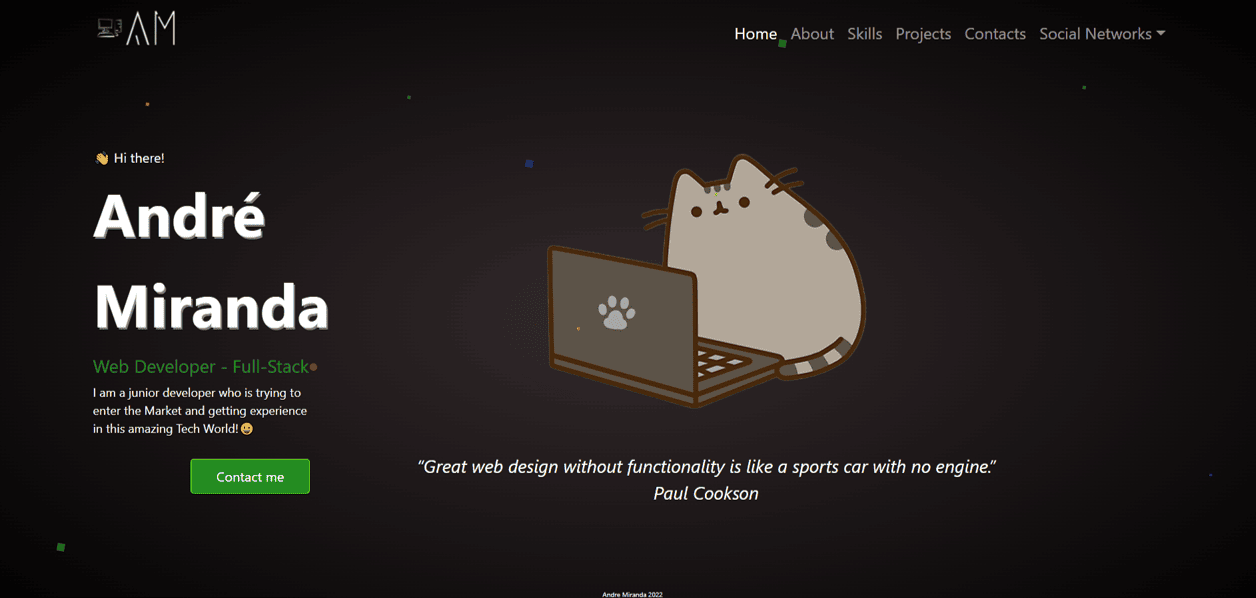 AM
Home About Skills Projects Contacts Social Networks
👋 Hi there!
André
Miranda
Web Developer - Full-Stack
I am a junior developer who is trying to
enter the Market and getting experience
in this amazing Tech World!😀
Contact me
“Great web design without functionality is like a sports car with no engine.”
Paul Cookson
Andre Miranda 2022